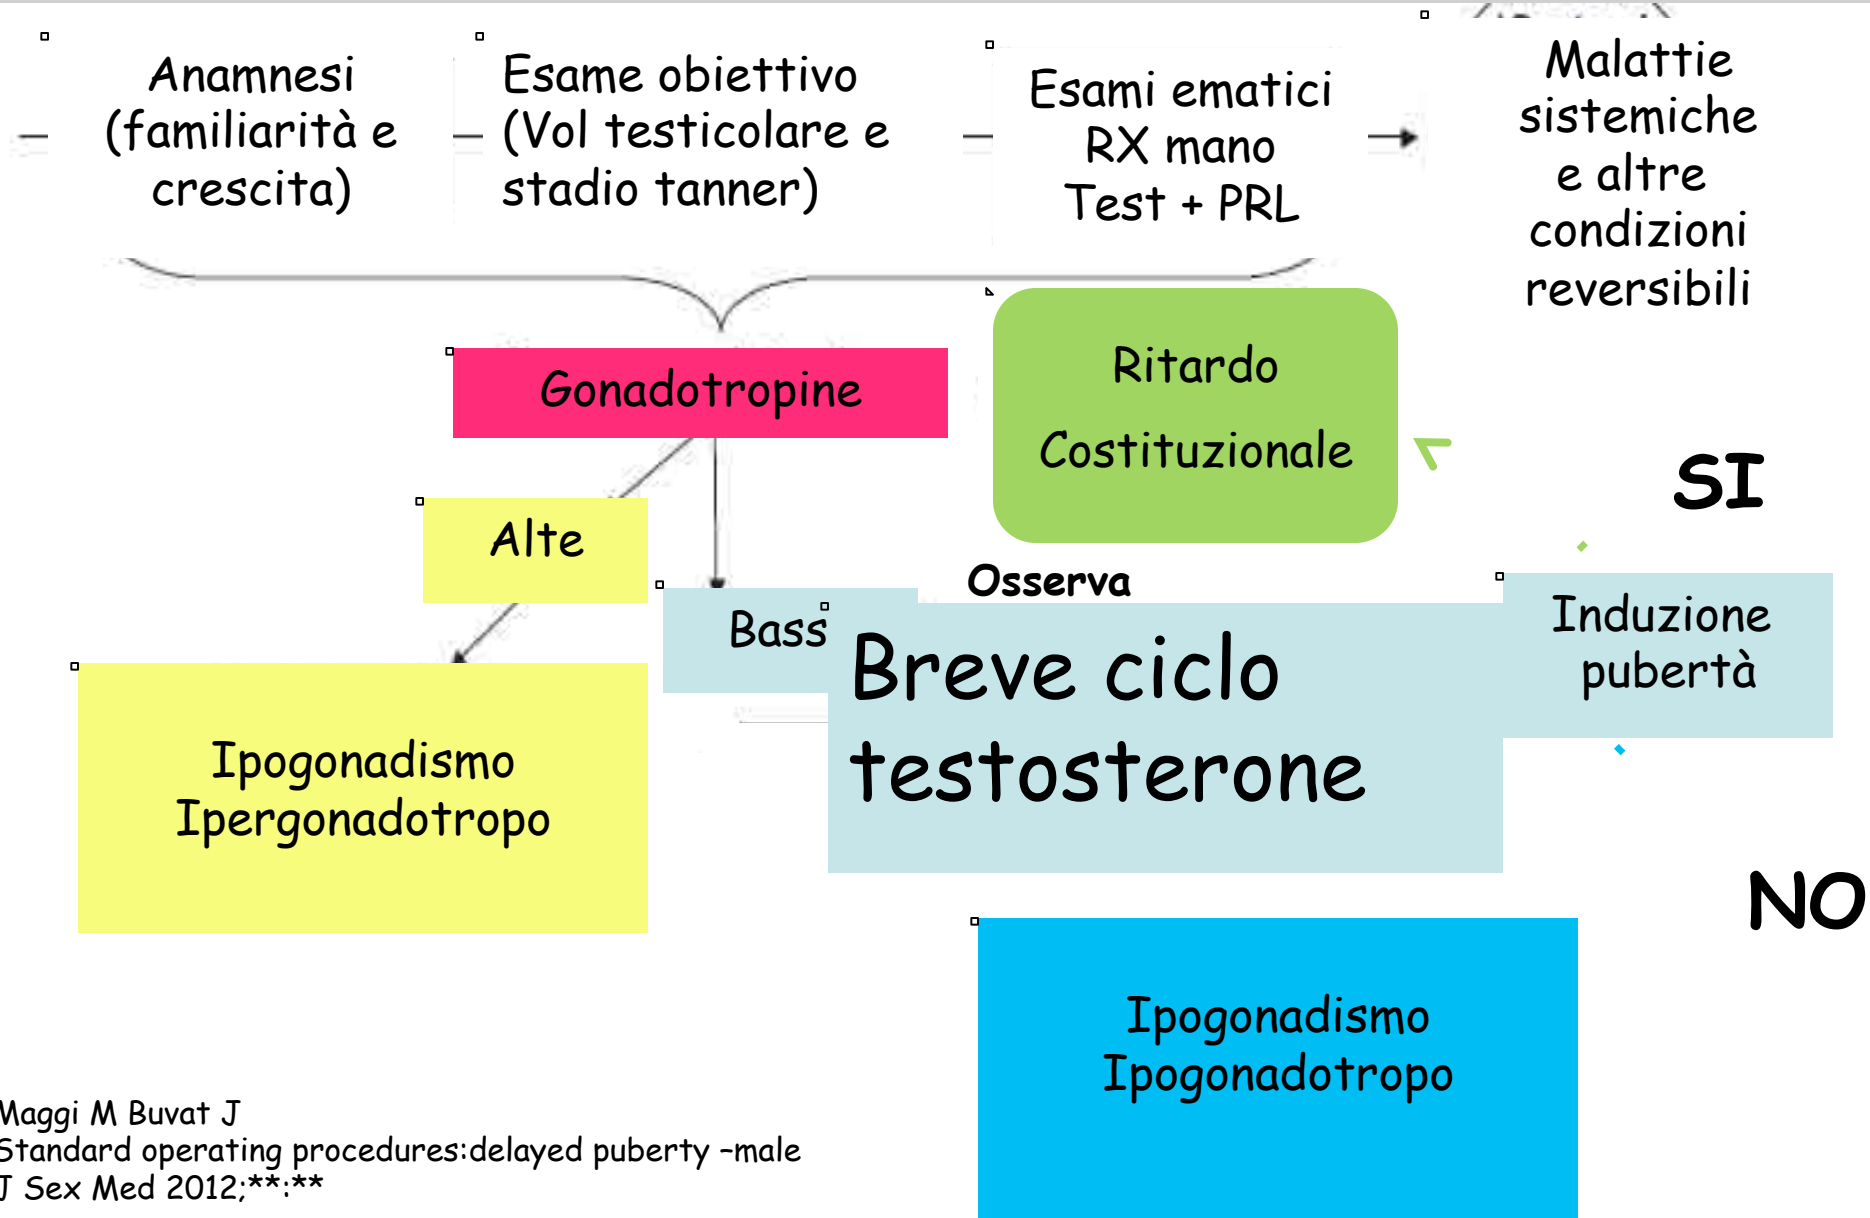 Anamnesi
(familiarità e
crescita)
Esame obiettivo
(Vol testicolare e
stadio tanner)
Esami ematici
RX mano
Test + PRL
Malattie
sistemiche
e altre
condizioni
reversibili
Gonadotropine
Ritardo
Costituzionale
SI
Alte
Osserva
Bass
Breve ciclo
testosterone
Induzione
pubertà
Ipogonadismo
Ipergonadotropo
NO
Ipogonadismo
Ipogonadotropo
Maggi M Buvat J
Standard operating procedures:delayed puberty –male
J Sex Med 2012;**:**